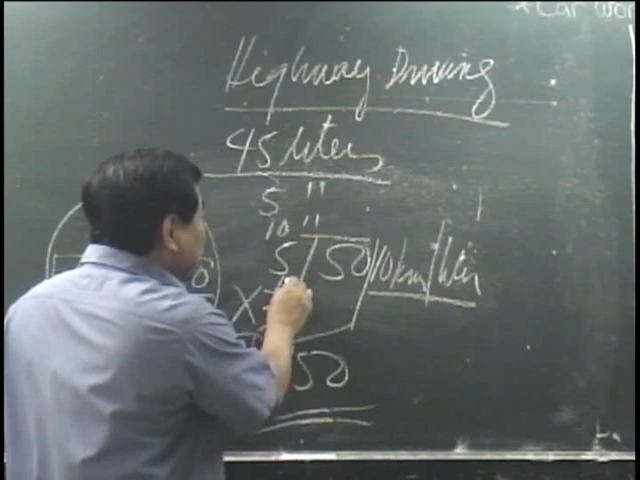 * Car Wor
Highway Driving
45 liters
5 "
10 "
5 / 50 10 km/liter
X
50